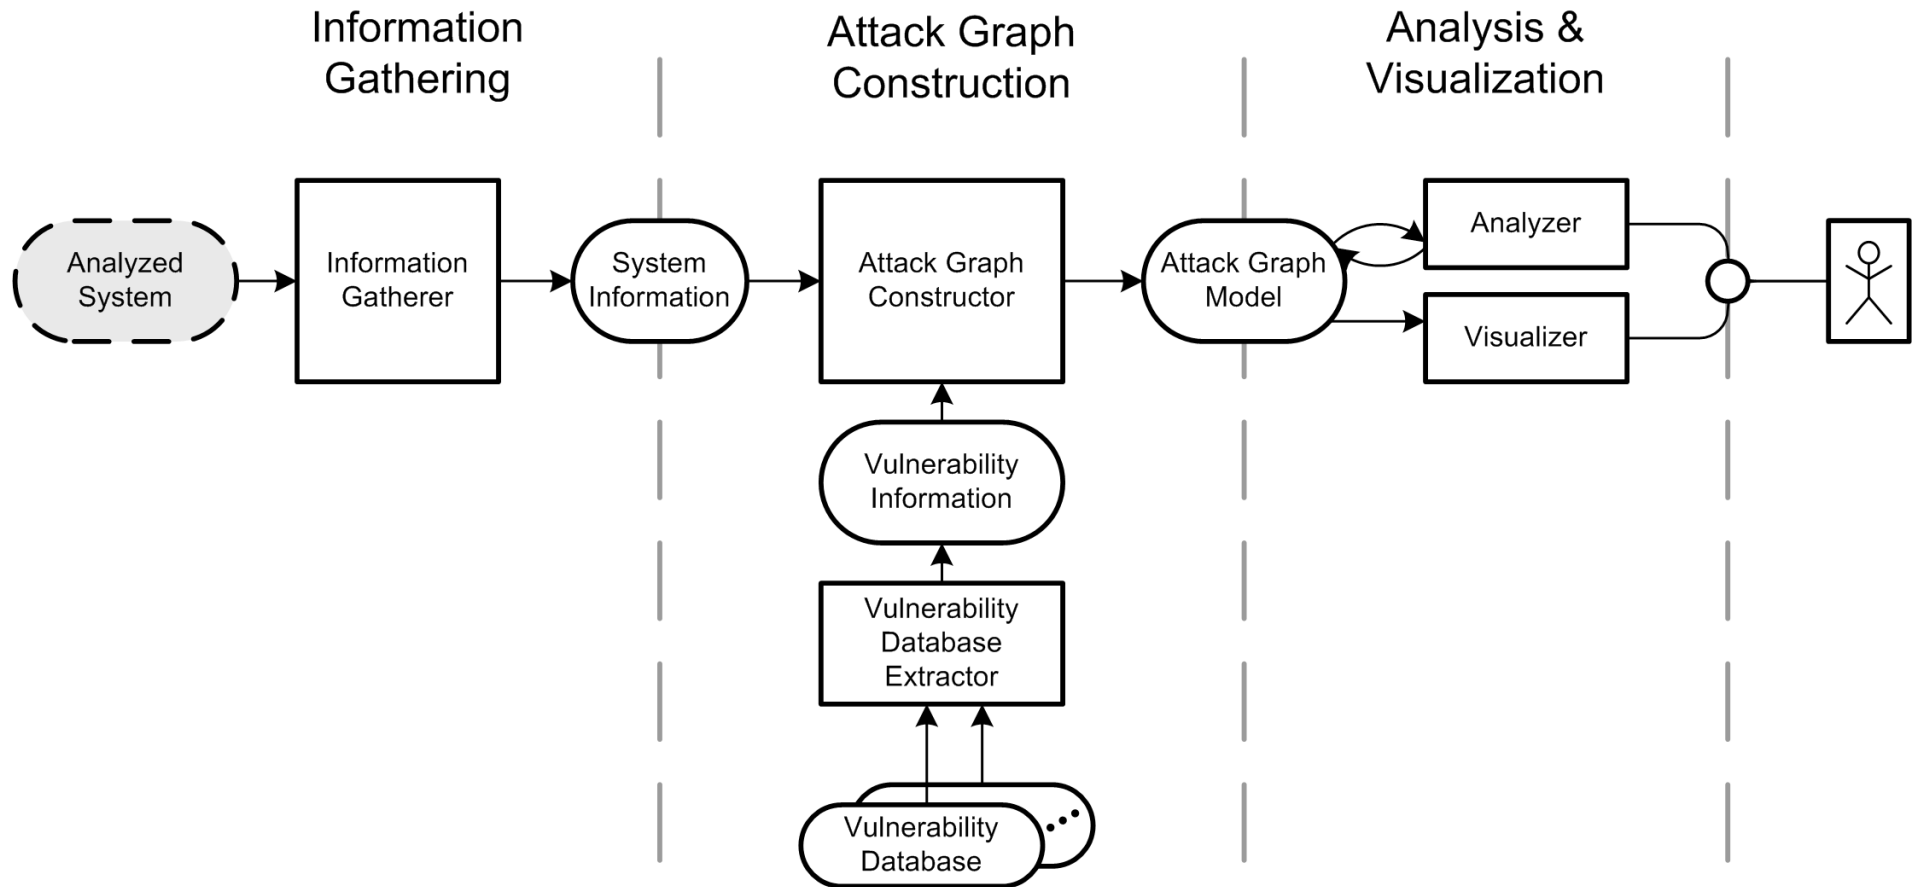 Information
Gathering
Attack Graph
Construction
Analysis &
Visualization
Analyzed
System
Information
Gatherer
System
Information
Attack Graph
Constructor
Attack Graph
Model
Analyzer
Visualizer
Vulnerability
Information
Vulnerability
Database
Extractor
Vulnerability
Database